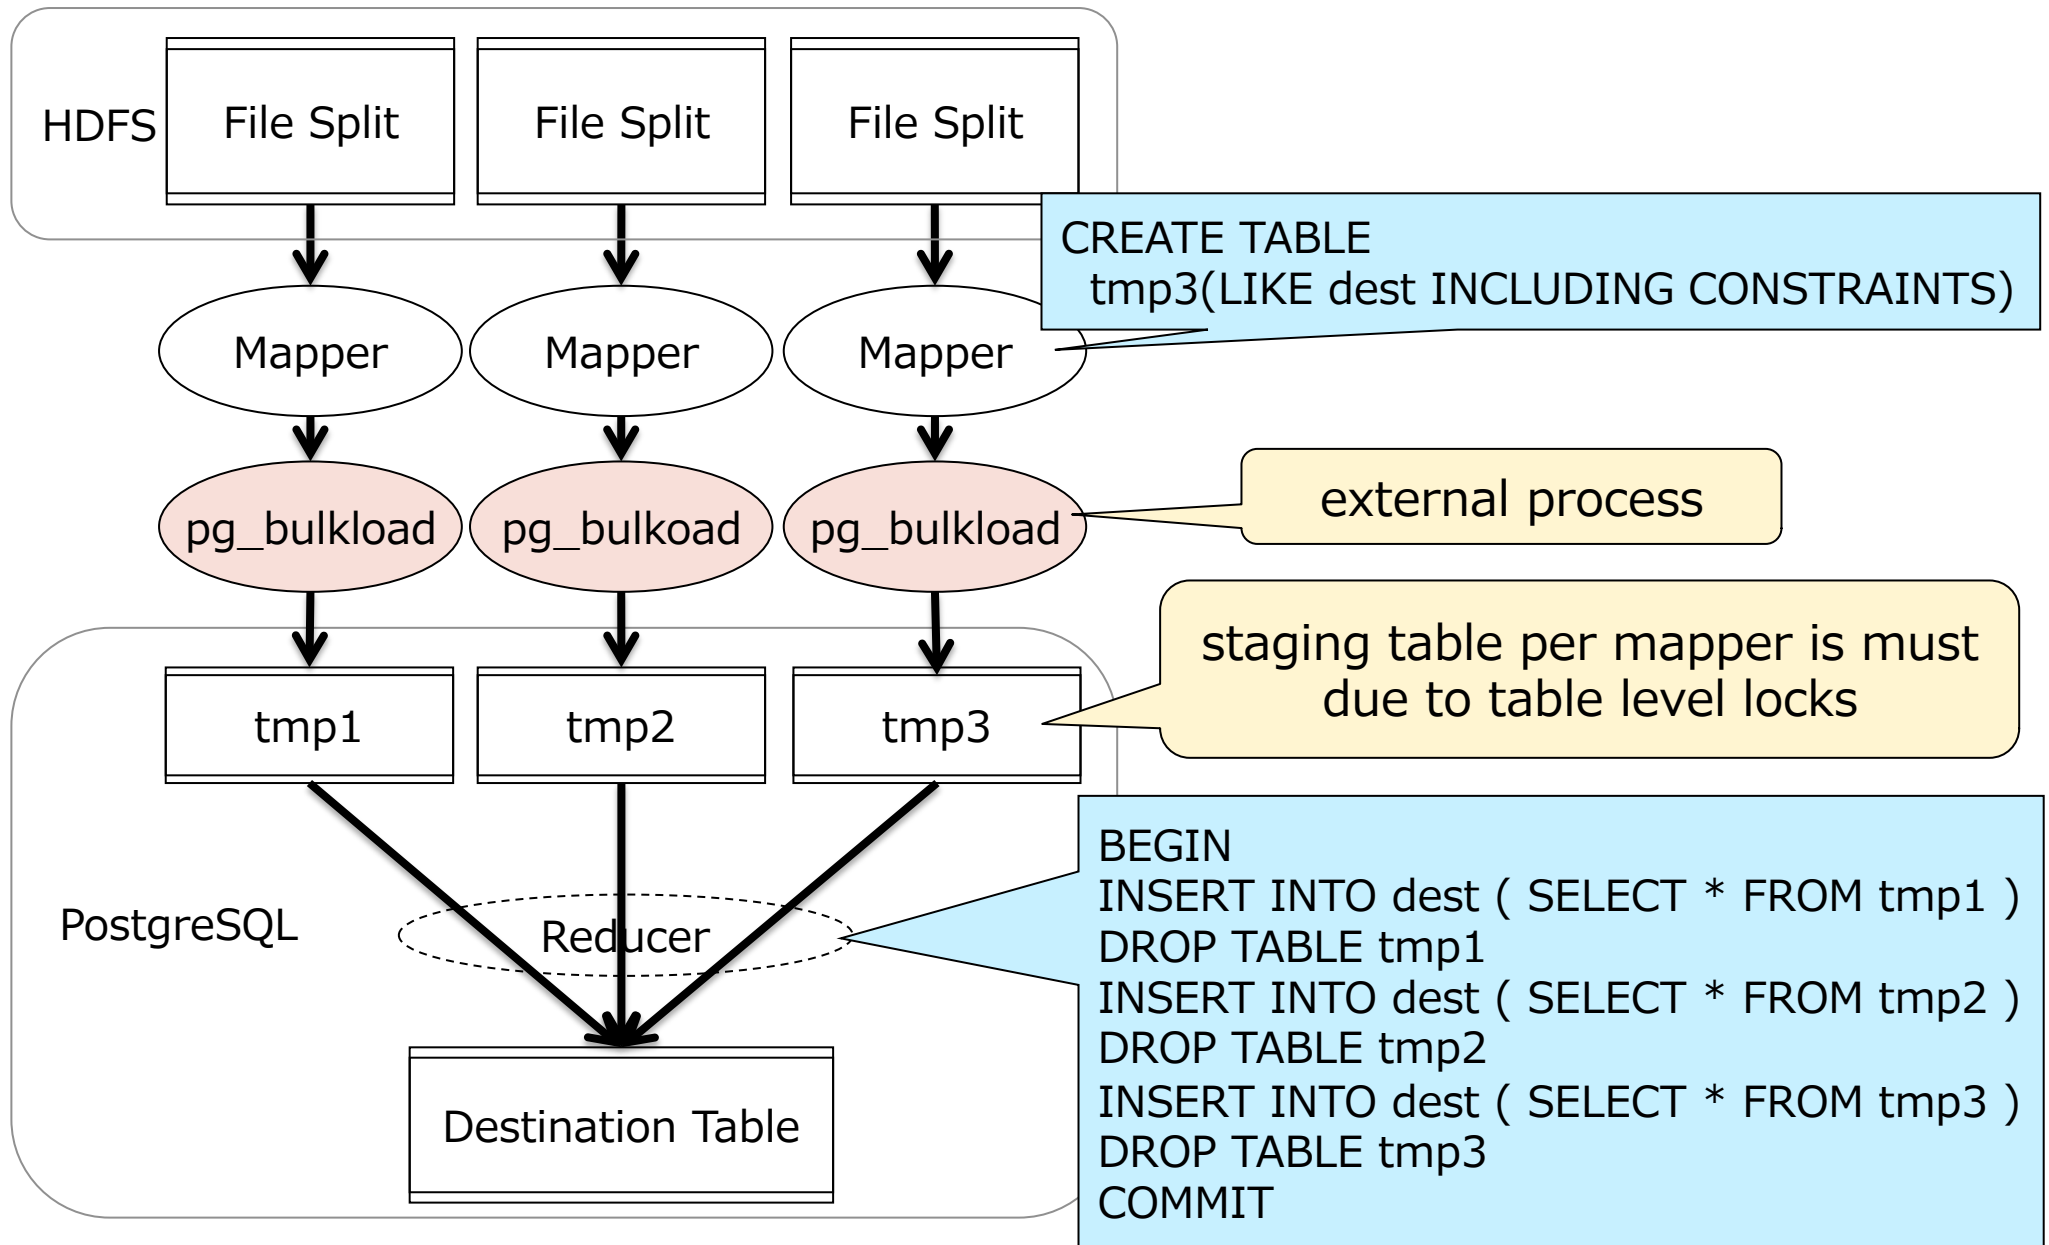 HDFS
File Split
File Split
File Split
CREATE TABLE
tmp3(LIKE dest INCLUDING CONSTRAINTS)
Mapper
Mapper
Mapper
pg_bulkload
pg_bulkoad
pg_bulkload
external process
staging table per mapper is must
due to table level locks
tmp1
tmp2
tmp3
PostgreSQL
Reducer
BEGIN
INSERT INTO dest ( SELECT * FROM tmp1 )
DROP TABLE tmp1
INSERT INTO dest ( SELECT * FROM tmp2 )
DROP TABLE tmp2
INSERT INTO dest ( SELECT * FROM tmp3 )
DROP TABLE tmp3
COMMIT
Destination Table